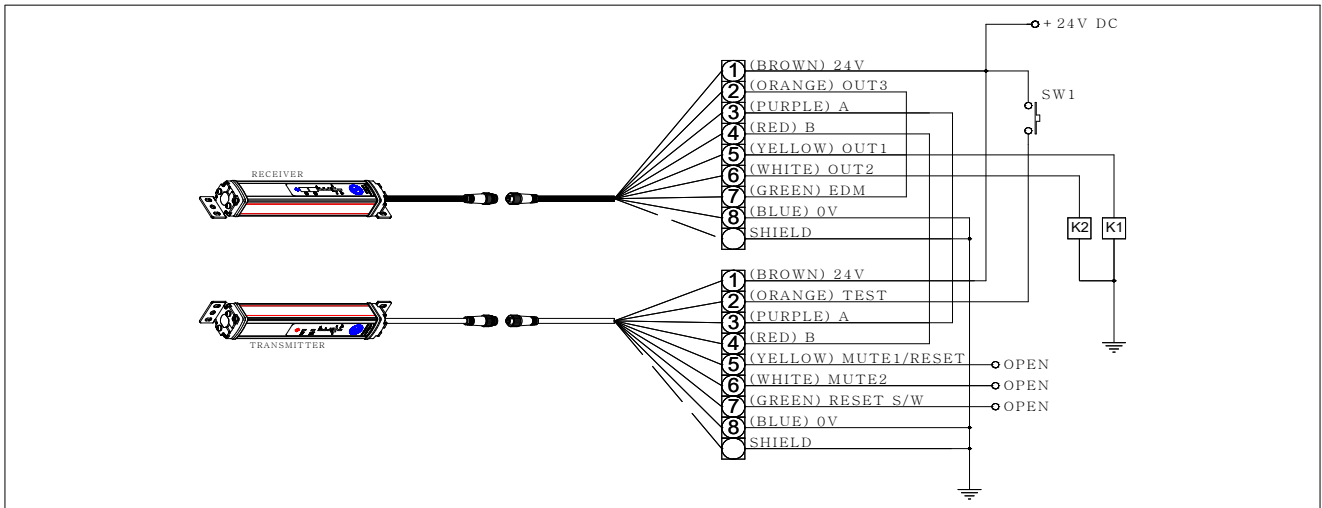 + 24V DC
1 (BROWN) 24V
2 (ORANGE) OUT3
SW1
3 (PURPLE) A
4 (RED) B
5 (YELLOW) OUT1
6 (WHITE) OUT2
RECEIVER
7 (GREEN) EDM
8 (BLUE) 0V
K2 K1
SHIELD
1 (BROWN) 24V
2 (ORANGE) TEST
3 (PURPLE) A
4 (RED) B
TRANSMITTER
5 (YELLOW) MUTE1/RESET OPEN
6 (WHITE) MUTE2 OPEN
7 (GREEN) RESET S/W OPEN
8 (BLUE) 0V
SHIELD